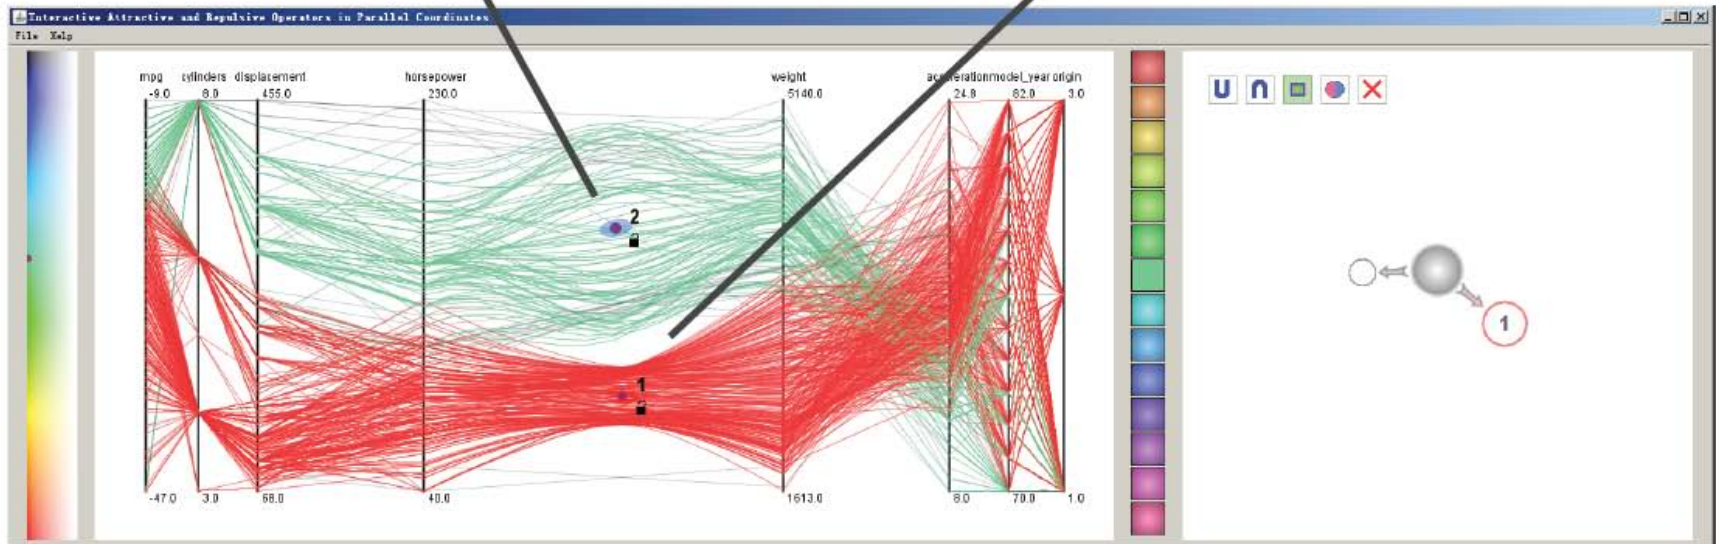 Interactive Attractive and Repulsive Operators in Parallel Coordinates
File Help
mpg cylinders displacement horsepower weight accelerationmodel_year origin
-9.0 8.0 455.0 230.0 5140.0 24.8 82.0 3.0
2
1
1
-47.0 3.0 68.0 40.0 1613.0 8.0 70.0 1.0